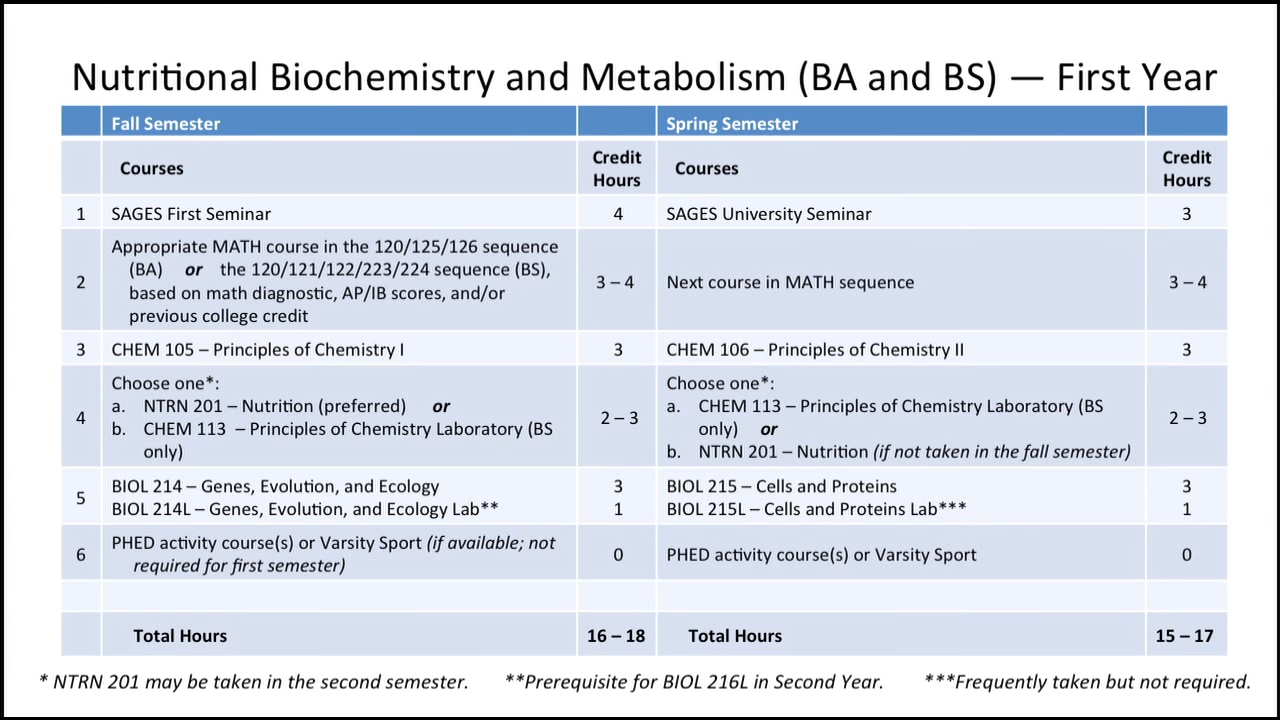 Nutritional Biochemistry and Metabolism (BA and BS) — First Year
Fall Semester
Spring Semester
Courses
Credit
Hours
Courses
Credit
Hours
1
SAGES First Seminar
4
SAGES University Seminar
3
2
Appropriate MATH course in the 120/125/126 sequence
(BA) or the 120/121/122/223/224 sequence (BS),
based on math diagnostic, AP/IB scores, and/or
previous college credit
3 – 4
Next course in MATH sequence
3 – 4
3
CHEM 105 – Principles of Chemistry I
3
CHEM 106 – Principles of Chemistry II
3
4
Choose one*:
a. NTRN 201 – Nutrition (preferred) or
b. CHEM 113 – Principles of Chemistry Laboratory (BS
only)
2 – 3
Choose one*:
a. CHEM 113 – Principles of Chemistry Laboratory (BS
only) or
b. NTRN 201 – Nutrition (if not taken in the fall semester)
2 – 3
5
BIOL 214 – Genes, Evolution, and Ecology
BIOL 214L – Genes, Evolution, and Ecology Lab**
3
1
BIOL 215 – Cells and Proteins
BIOL 215L – Cells and Proteins Lab***
3
1
6
PHED activity course(s) or Varsity Sport (if available; not
required for first semester)
0
PHED activity course(s) or Varsity Sport
0
Total Hours
16 – 18
Total Hours
15 – 17
* NTRN 201 may be taken in the second semester. **Prerequisite for BIOL 216L in Second Year. ***Frequently taken but not required.